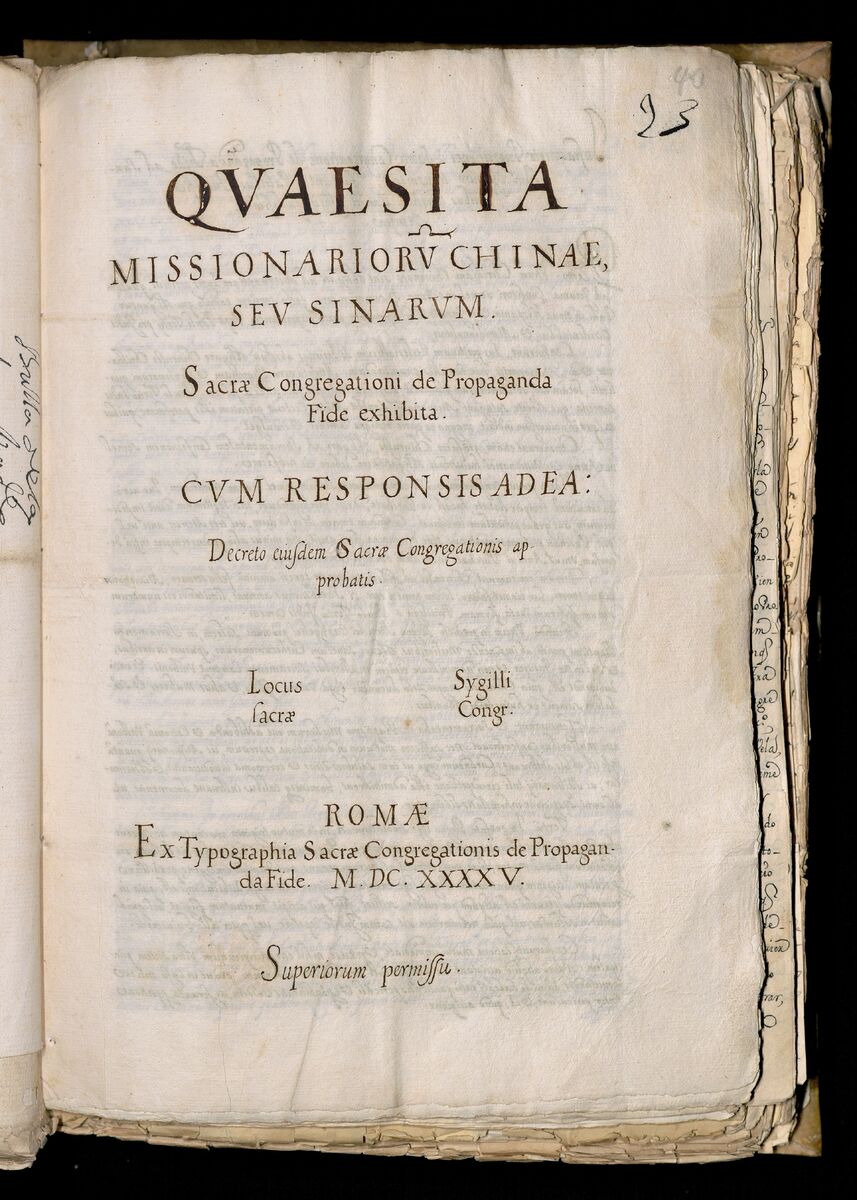 40
23
QVAESITA
MISSIONARIORV̄ CHINAE,
SEV SINARVM.
Sacræ Congregationi de Propaganda
Fide exhibita.
CVM RESPONSIS AD EA:
Decreto eiusdem Sacræ Congregationis ap
probatis.
Locus Sygilli
sacræ Congr.
ROMÆ
Ex Typographia Sacræ Congregationis de Propagan-
da Fide. M. DC. XXXXV.
Superiorum permissu.